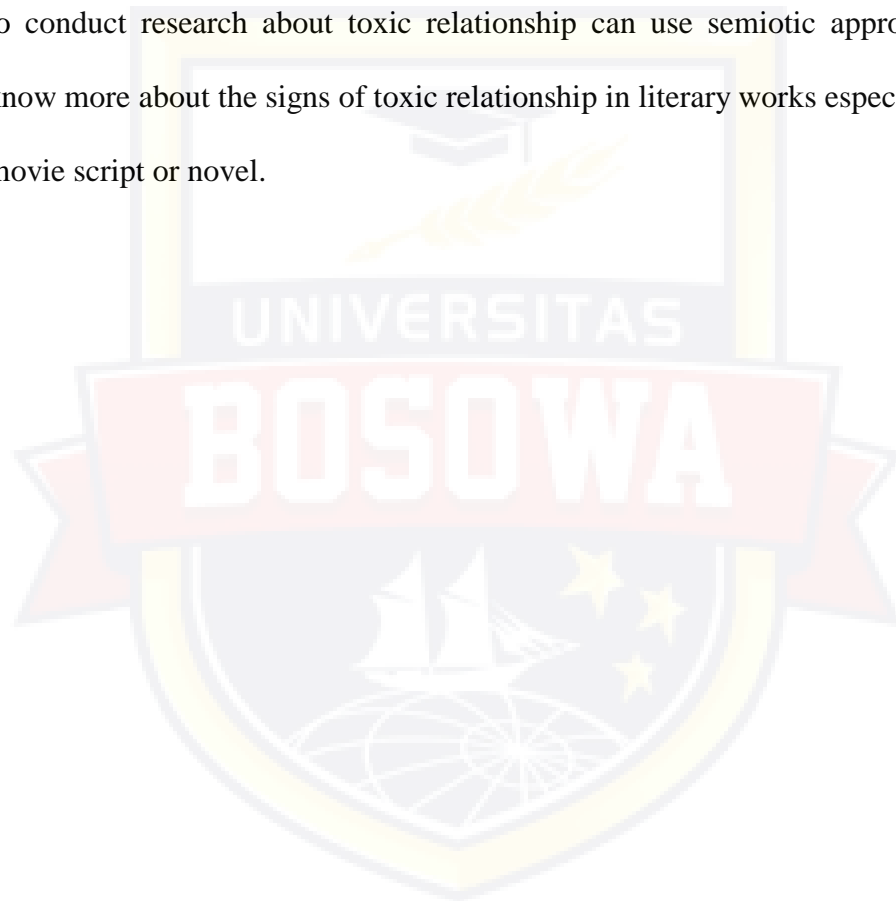 o conduct research about toxic relationship can use semiotic appro
know more about the signs of toxic relationship in literary works espec
movie script or novel.
UNIVERSITAS
BOSOWA